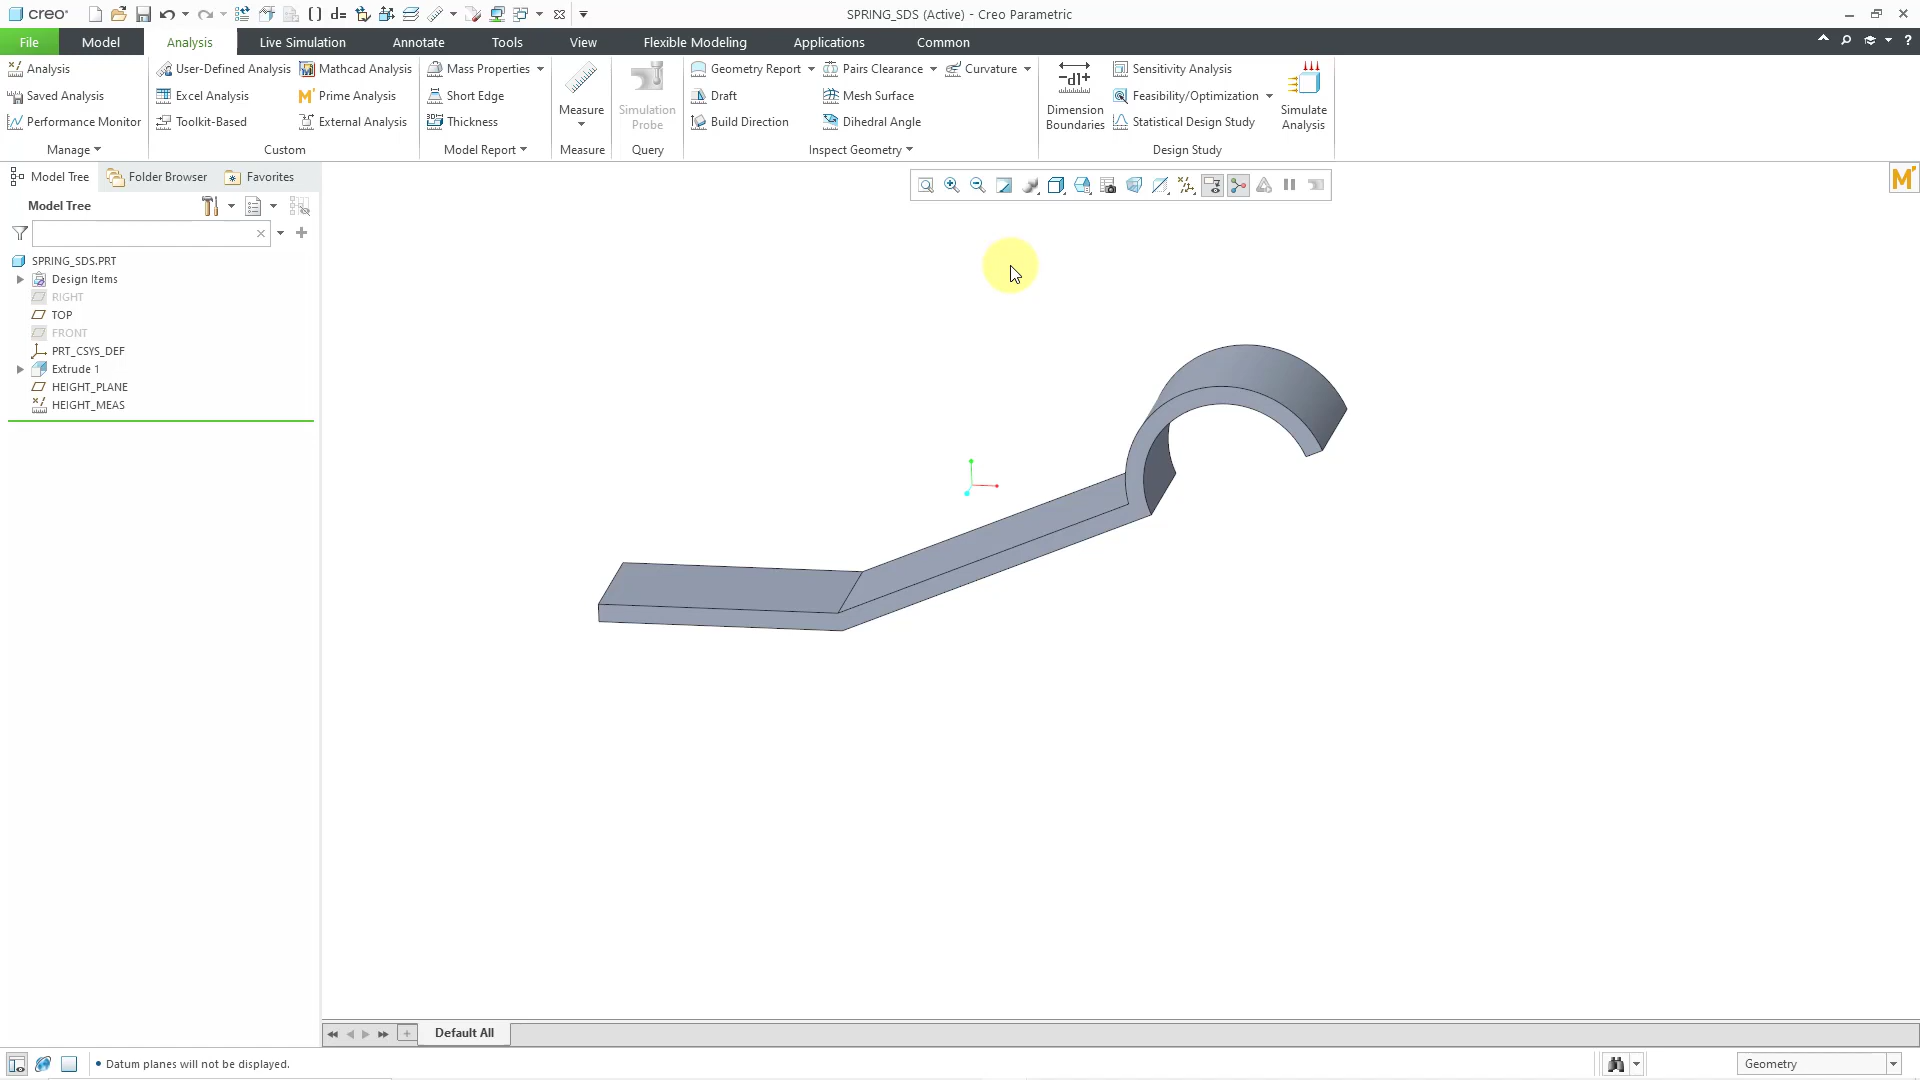 creo
SPRING_SDS (Active) - Creo Parametric
File
Model
Analysis
Live Simulation
Annotate
Tools
View
Flexible Modeling
Applications
Common
Analysis
Saved Analysis
Performance Monitor
Manage
User-Defined Analysis
Mathcad Analysis
Excel Analysis
Prime Analysis
Toolkit-Based
External Analysis
Custom
Mass Properties
Short Edge
Thickness
Model Report
Measure
Measure
Simulation
Probe
Query
Geometry Report
Pairs Clearance
Curvature
Draft
Mesh Surface
Build Direction
Dihedral Angle
Inspect Geometry
Dimension
Boundaries
Sensitivity Analysis
Feasibility/Optimization
Statistical Design Study
Simulate
Analysis
Design Study
Model Tree
Folder Browser
Favorites
Model Tree
SPRING_SDS.PRT
Design Items
RIGHT
TOP
FRONT
PRT_CSYS_DEF
Extrude 1
HEIGHT_PLANE
HEIGHT_MEAS
Default All
• Datum planes will not be displayed.
Geometry